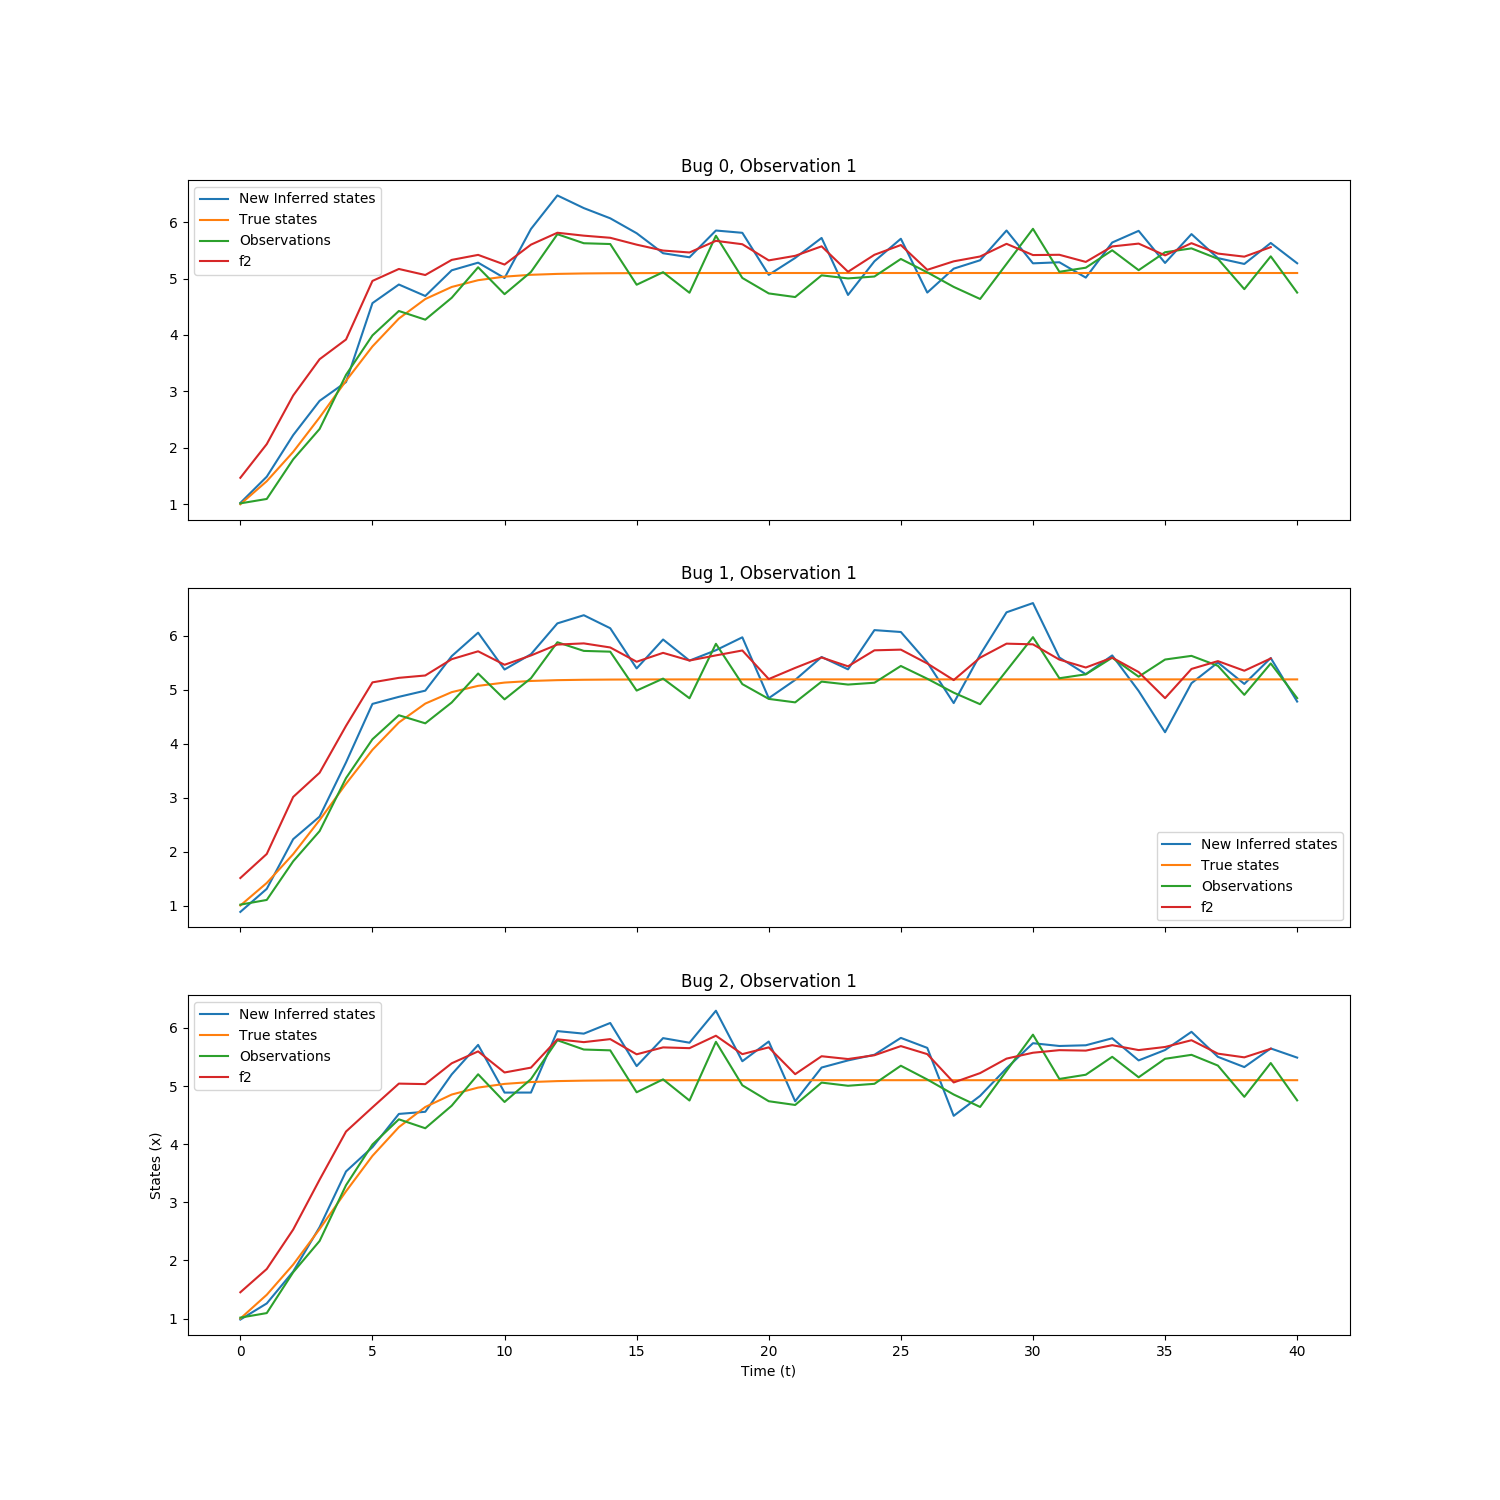 Bug 0, Observation 1
New Inferred states
True states
Observations
f2
6
5
4
3
2
1
Bug 1, Observation 1
6
5
4
3
2
1
New Inferred states
True states
Observations
f2
Bug 2, Observation 1
New Inferred states
True states
Observations
f2
6
5
4
3
2
1
States (x)
0 5 10 15 20 25 30 35 40
Time (t)